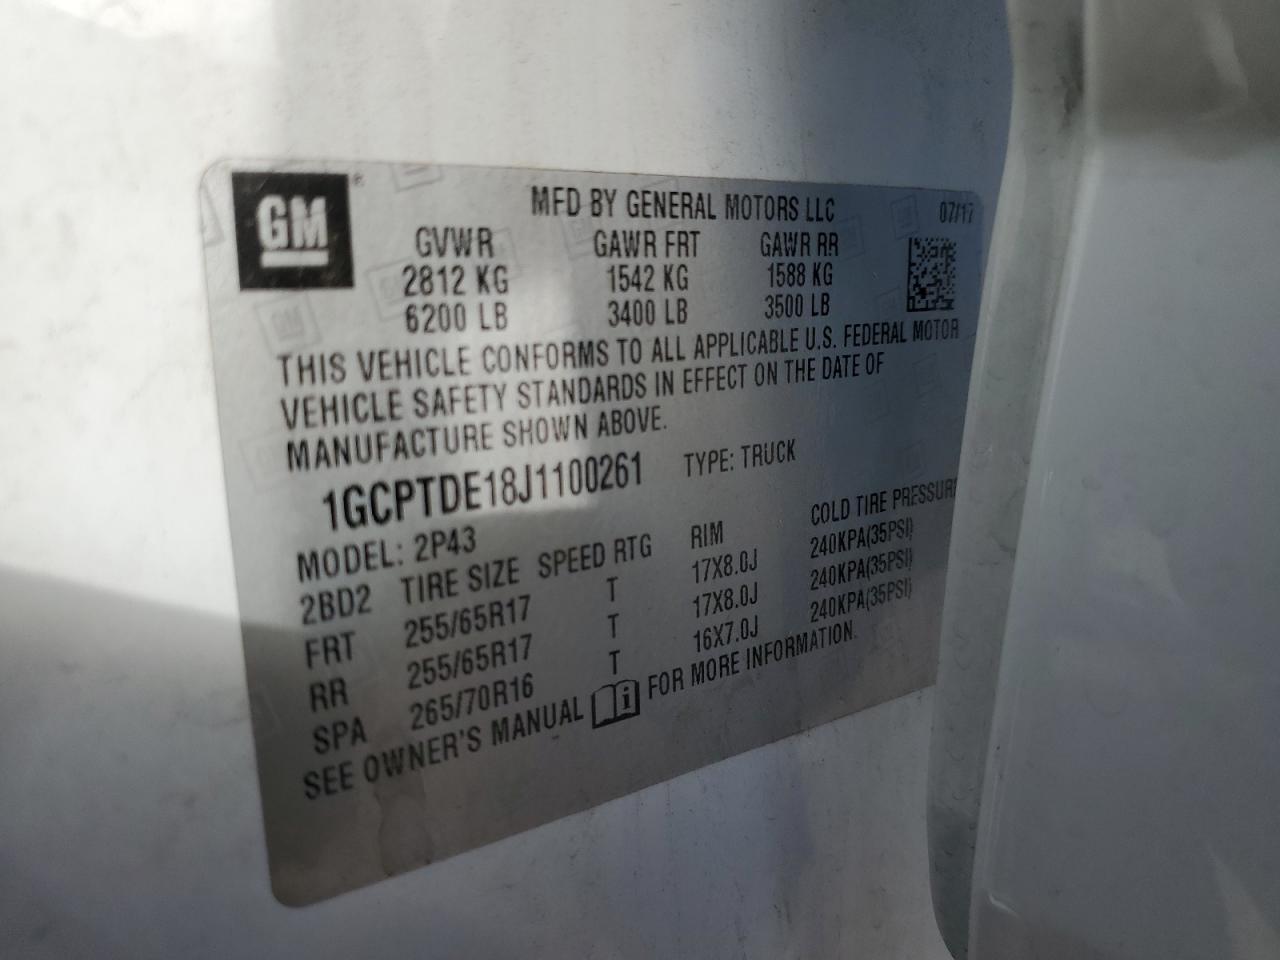 GM
MFD BY GENERAL MOTORS LLC 07/17
GVWR GAWR FRT GAWR RR
2812 KG 1542 KG 1588 KG
6200 LB 3400 LB 3500 LB
THIS VEHICLE CONFORMS TO ALL APPLICABLE U.S. FEDERAL MOTOR
VEHICLE SAFETY STANDARDS IN EFFECT ON THE DATE OF
MANUFACTURE SHOWN ABOVE.
1GCPTDE18J1100261 TYPE: TRUCK
MODEL: 2P43
2BD2 TIRE SIZE SPEED RTG RIM COLD TIRE PRESSURE
FRT 255/65R17 T 17X8.0J 240KPA(35PSI)
RR 255/65R17 T 17X8.0J 240KPA(35PSI)
SPA 265/70R16 T 16X7.0J 240KPA(35PSI)
SEE OWNER'S MANUAL i FOR MORE INFORMATION.